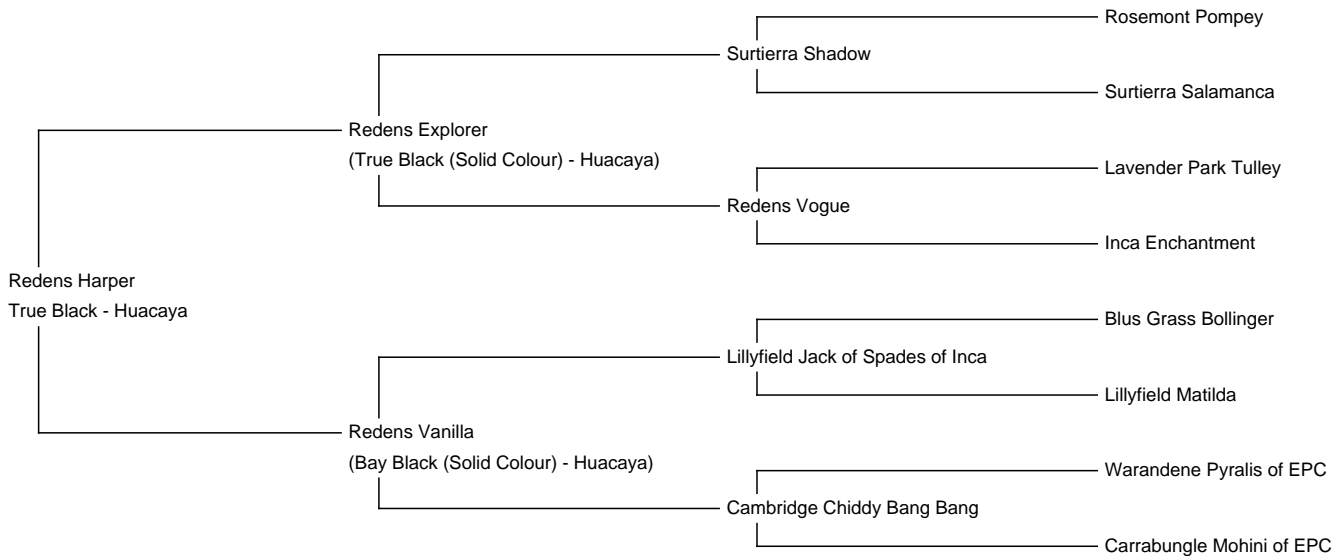 Rosemont Pompey
Surtierra Shadow
Surtierra Salamanca
Redens Explorer
(True Black (Solid Colour) - Huacaya)
Lavender Park Tulley
Redens Vogue
Inca Enchantment
Redens Harper
True Black - Huacaya
Blus Grass Bollinger
Lillyfield Jack of Spades of Inca
Lillyfield Matilda
Redens Vanilla
(Bay Black (Solid Colour) - Huacaya)
Warandene Pyralis of EPC
Cambridge Chiddy Bang Bang
Carrabungle Mohini of EPC